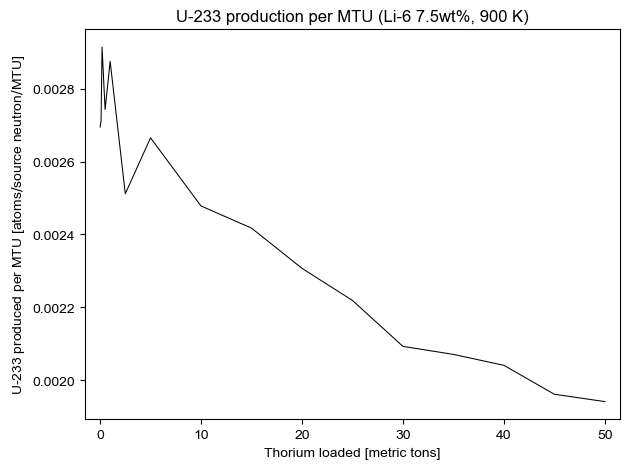 U-233 production per MTU (Li-6 7.5wt%, 900 K)
U-233 produced per MTU [atoms/source neutron/MTU]
0.0028
0.0026
0.0024
0.0022
0.0020
0 10 20 30 40 50
Thorium loaded [metric tons]